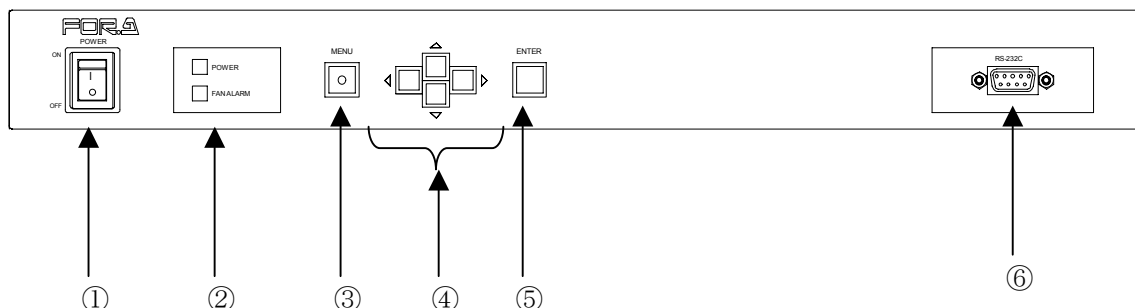 FOR.A
POWER
ON
OFF
POWER
FAN ALARM
MENU
ENTER
RS-232C
① ② ③ ④ ⑤ ⑥